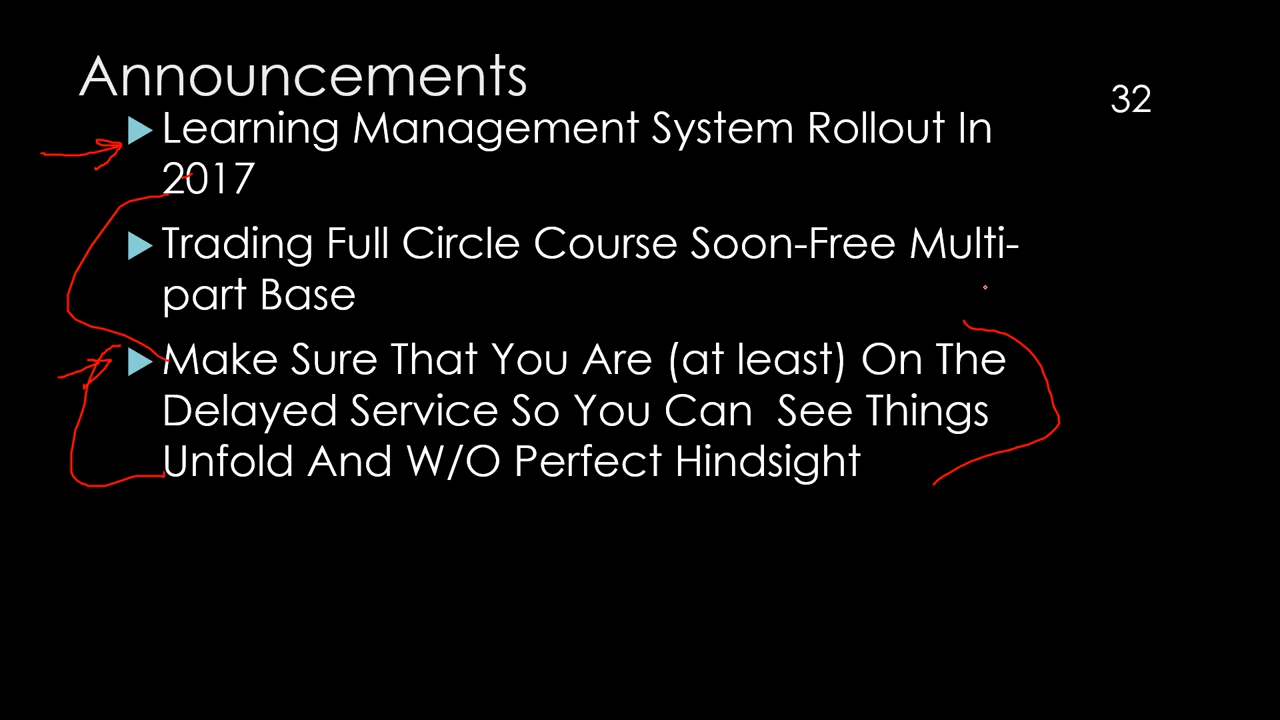 Announcements
32
Learning Management System Rollout In
2017
Trading Full Circle Course Soon-Free Multi-
part Base
Make Sure That You Are (at least) On The
Delayed Service So You Can  See Things
Unfold And W/O Perfect Hindsight